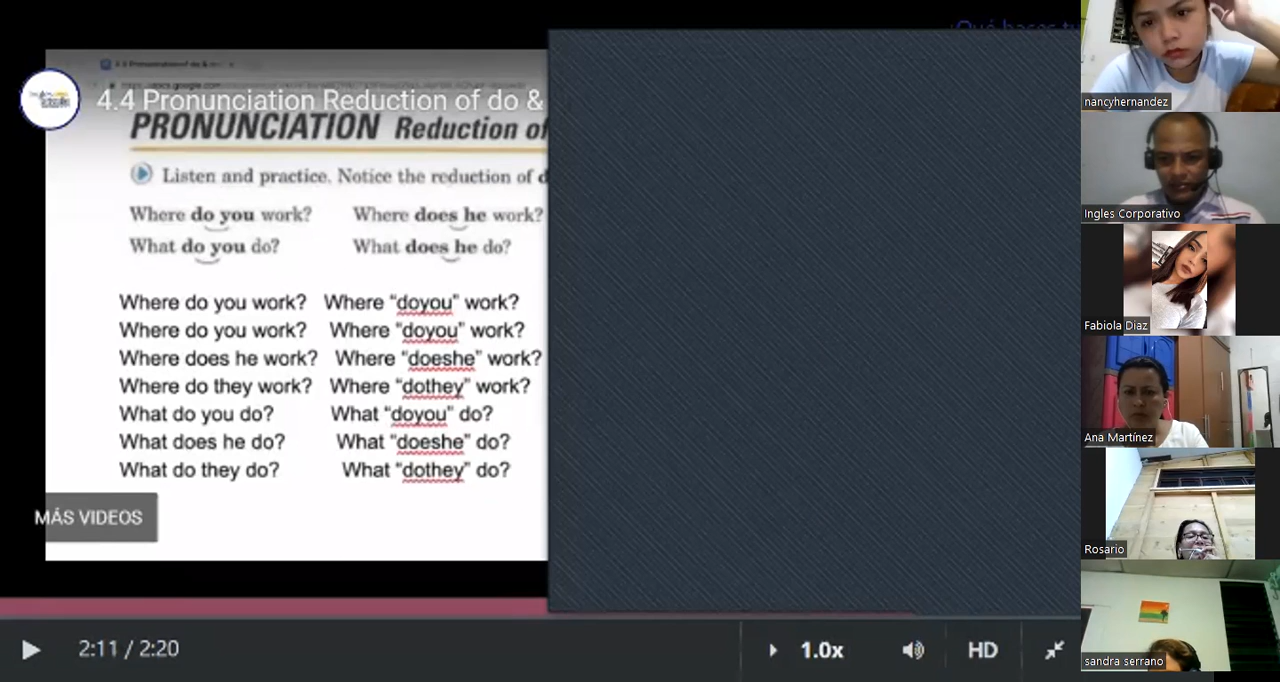 ¿Qué haces tú
4.4 Pronunciation Reduction of do &
PRONUNCIATION Reduction of
Listen and practice. Notice the reduction of d
Where do you work? Where does he work?
What do you do? What does he do?
Where do you work? Where “doyou” work?
Where do you work? Where “doyou” work?
Where does he work? Where “doeshe” work?
Where do they work? Where “dothey” work?
What do you do? What “doyou” do?
What does he do? What “doeshe” do?
What do they do? What “dothey” do?
MÁS VIDEOS
2:11 / 2:20
1.0x
HD
nancyhernandez
Ingles Corporativo
Fabiola Diaz
Ana Martínez
Rosario
sandra serrano